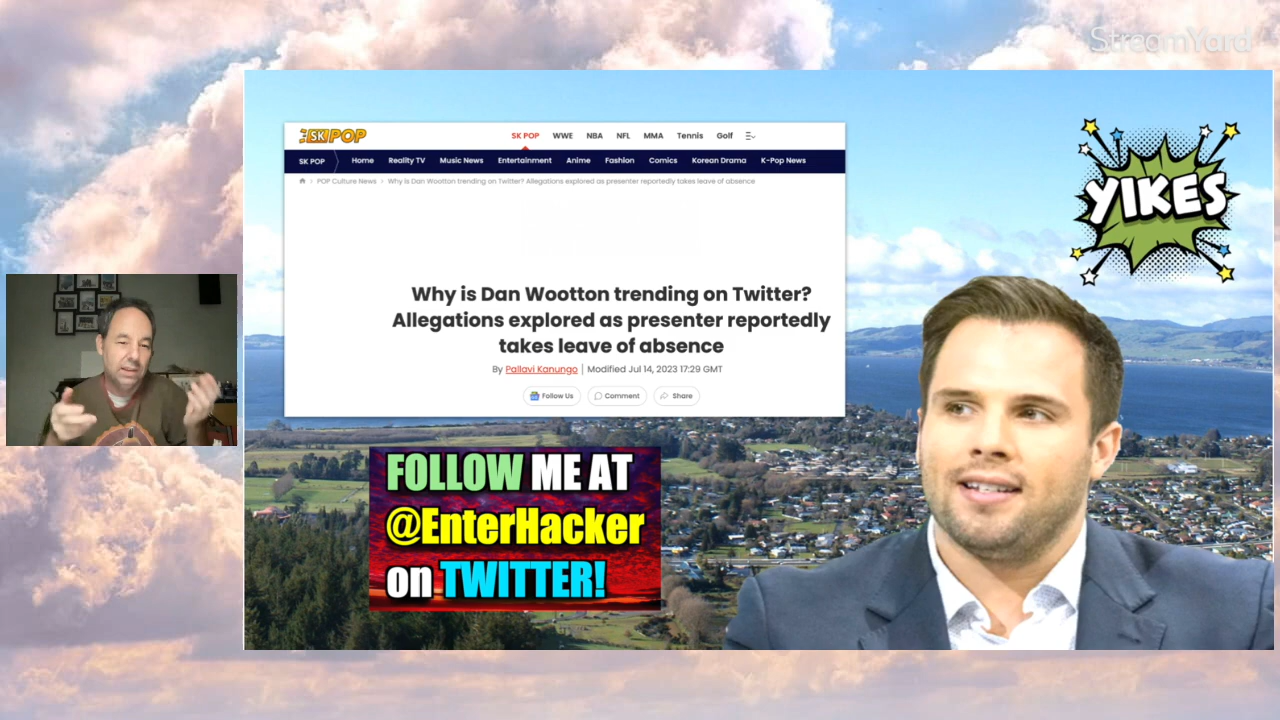 StreamYard
SK POP
SK POP WWE NBA NFL MMA Tennis Golf
SK POP Home Reality TV Music News Entertainment Anime Fashion Comics Korean Drama K-Pop News
POP Culture News > Why is Dan Wootton trending on Twitter? Allegations explored as presenter reportedly takes leave of absence
YIKES
Why is Dan Wootton trending on Twitter?
Allegations explored as presenter reportedly
takes leave of absence
By Pallavi Kanungo | Modified Jul 14, 2023 17:29 GMT
Follow Us Comment Share
FOLLOW ME AT
@EnterHacker
on TWITTER!